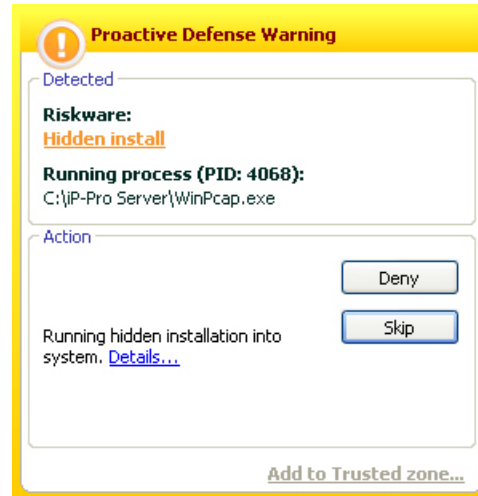 Proactive Defense Warning
Detected
Riskware:
Hidden install
Running process (PID: 4068):
C:\iP-Pro Server\WinPcap.exe
Action
Deny
Skip
Running hidden installation into
system. Details...
Add to Trusted zone...